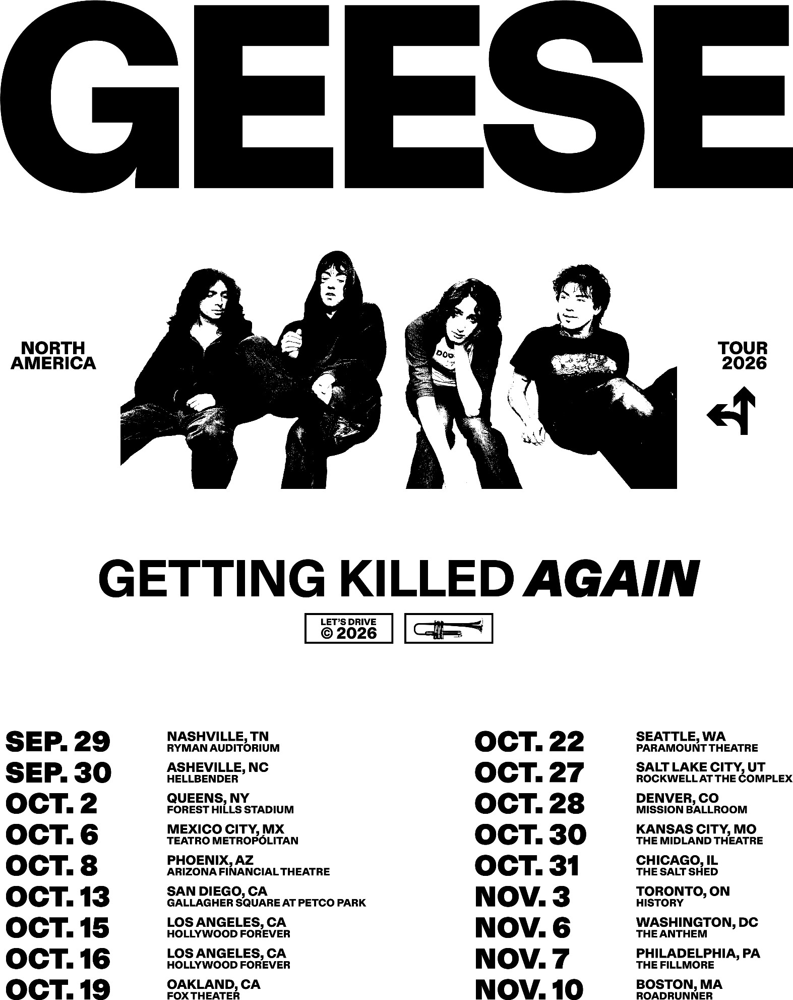 GEESE
NORTH
AMERICA
DOG
TOUR
2026
GETTING KILLED AGAIN
LET'S DRIVE
© 2026
SEP. 29
NASHVILLE, TN
RYMAN AUDITORIUM
SEP. 30
ASHEVILLE, NC
HELLBENDER
OCT. 2
QUEENS, NY
FOREST HILLS STADIUM
OCT. 6
MEXICO CITY, MX
TEATRO METROPÓLITAN
OCT. 8
PHOENIX, AZ
ARIZONA FINANCIAL THEATRE
OCT. 13
SAN DIEGO, CA
GALLAGHER SQUARE AT PETCO PARK
OCT. 15
LOS ANGELES, CA
HOLLYWOOD FOREVER
OCT. 16
LOS ANGELES, CA
HOLLYWOOD FOREVER
OCT. 19
OAKLAND, CA
FOX THEATER
OCT. 22
SEATTLE, WA
PARAMOUNT THEATRE
OCT. 27
SALT LAKE CITY, UT
ROCKWELL AT THE COMPLEX
OCT. 28
DENVER, CO
MISSION BALLROOM
OCT. 30
KANSAS CITY, MO
THE MIDLAND THEATRE
OCT. 31
CHICAGO, IL
THE SALT SHED
NOV. 3
TORONTO, ON
HISTORY
NOV. 6
WASHINGTON, DC
THE ANTHEM
NOV. 7
PHILADELPHIA, PA
THE FILLMORE
NOV. 10
BOSTON, MA
ROADRUNNER